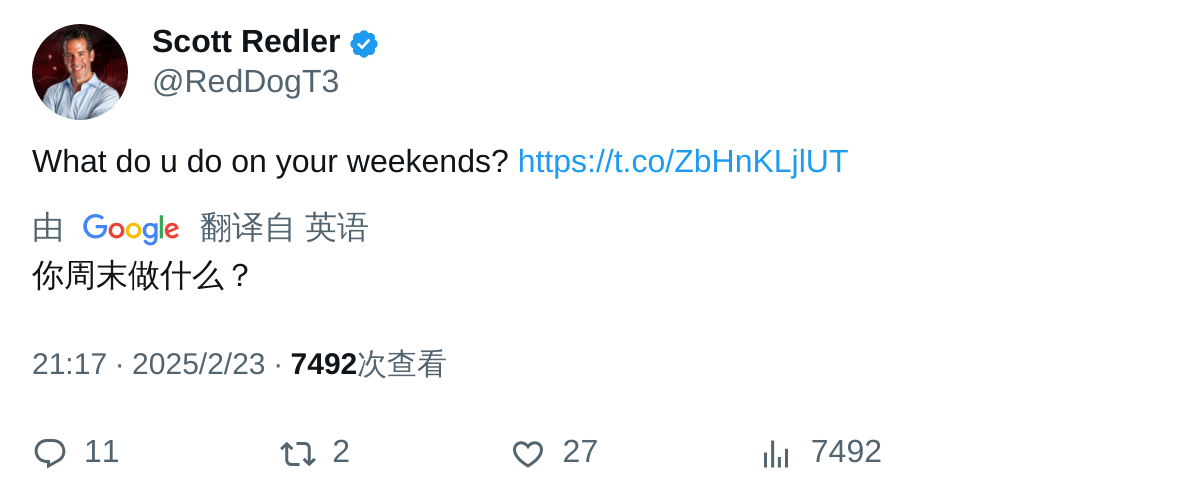 Scott Redler
@RedDogT3
What do u do on your weekends? https://t.co/ZbHnKLjlUT
由 Google 翻译自 英语
你周末做什么？
21:17 · 2025/2/23 · 7492次查看
11 2 27 7492